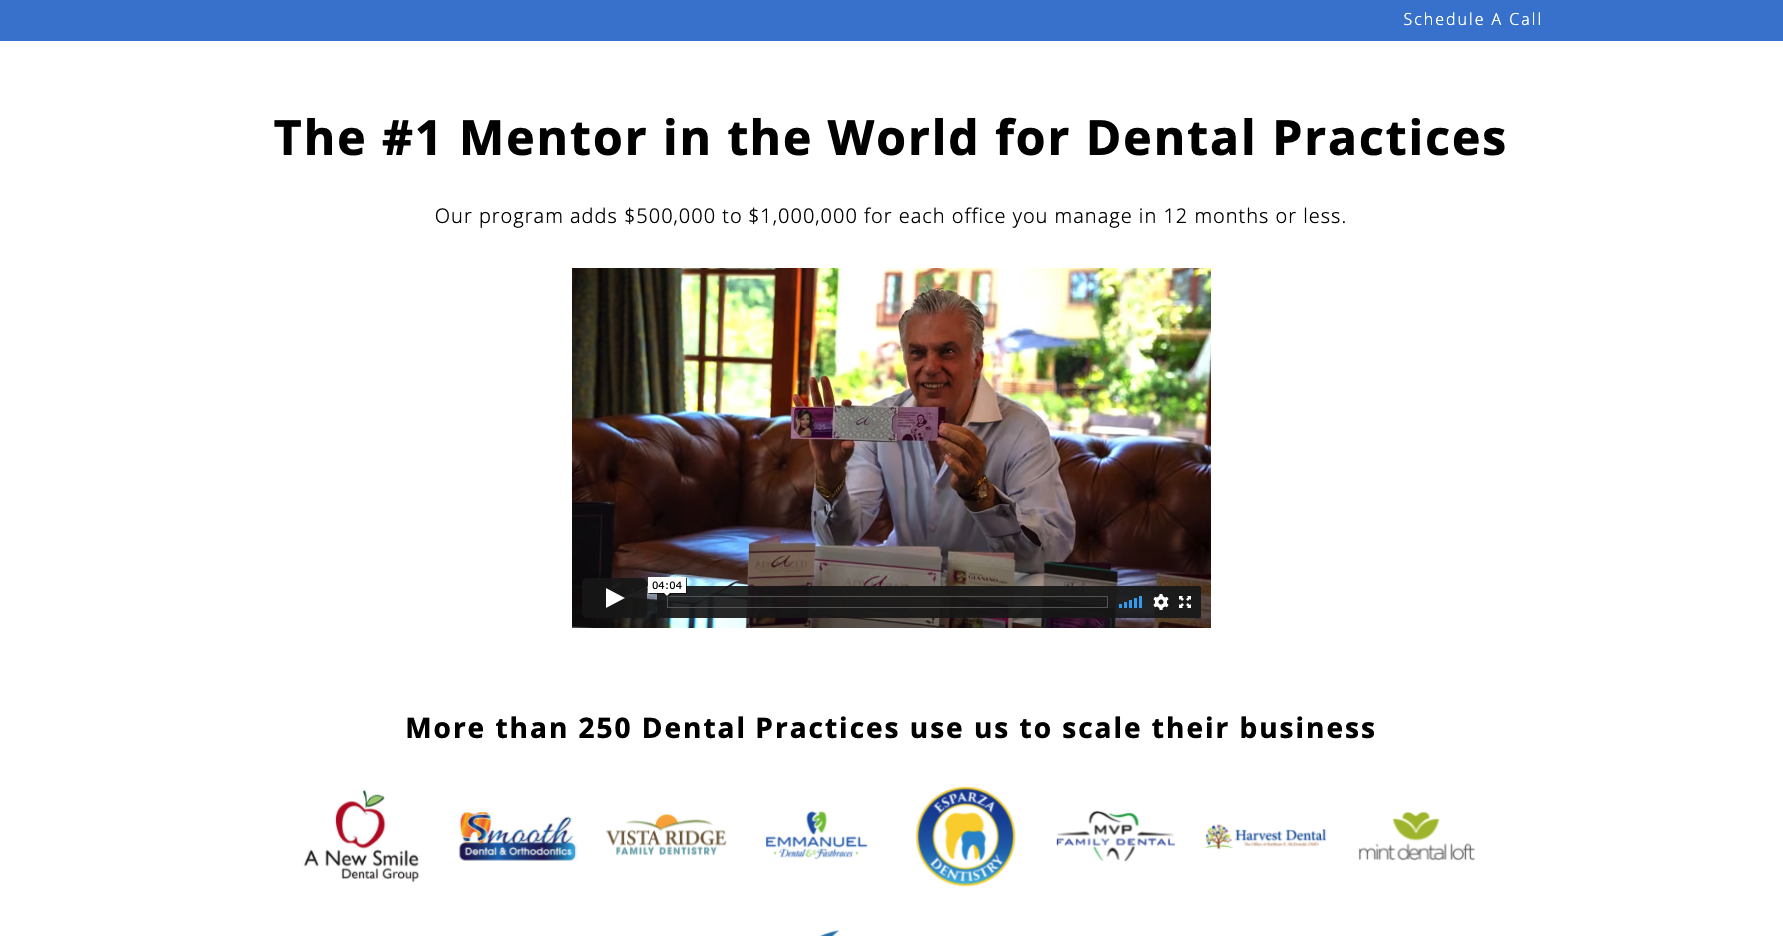 Schedule A Call
The #1 Mentor in the World for Dental Practices
Our program adds $500,000 to $1,000,000 for each office you manage in 12 months or less.
04:04
More than 250 Dental Practices use us to scale their business
A New Smile
Dental Group
Smooth
Dental & Orthodontics
VISTA RIDGE
FAMILY DENTISTRY
EMMANUEL
Dental & Fastbraces
ESPARZA
DENTISTRY
MVP
FAMILY DENTAL
Harvest Dental
mint dental loft